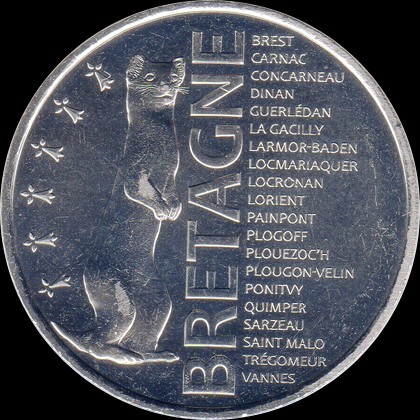 BRETAGNE
BREST
CARNAC
CONCARNEAU
DINAN
GUERLÉDAN
LA GACILLY
LARMOR-BADEN
LOCMARIAQUER
LOCRONAN
LORIENT
PAINPONT
PLOGOFF
PLOUEZOC'H
PLOUGON-VELIN
PONITVY
QUIMPER
SARZEAU
SAINT MALO
TRÉGOMEUR
VANNES